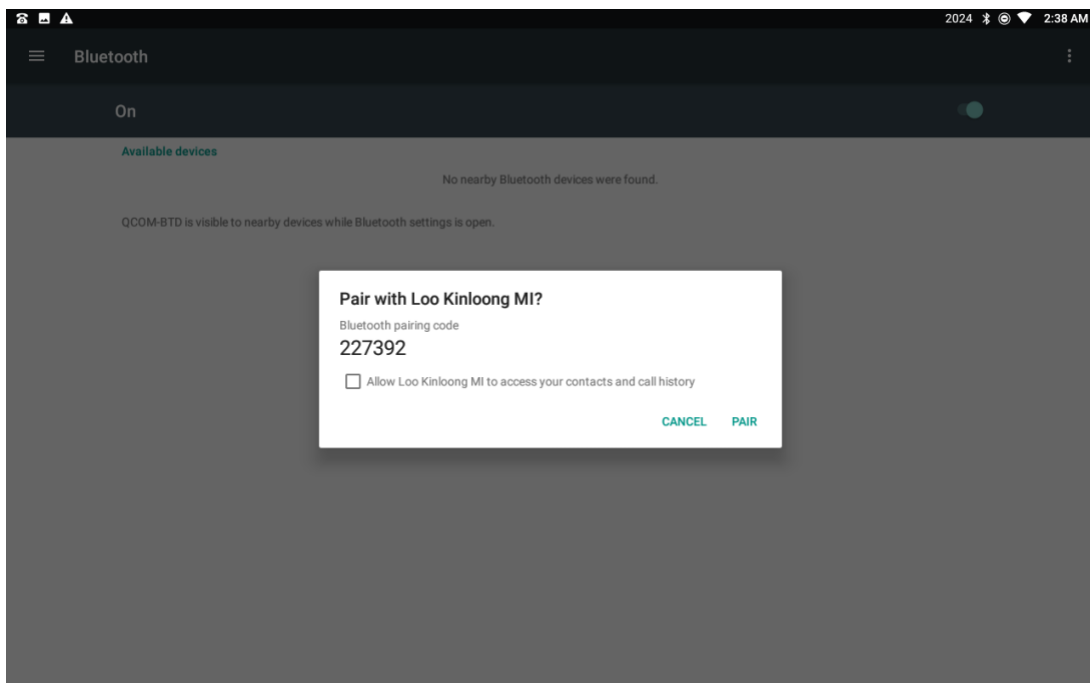 2024 2:38 AM
Bluetooth
On
Available devices
No nearby Bluetooth devices were found.
QCOM-BTD is visible to nearby devices while Bluetooth settings is open.
Pair with Loo Kinloong MI?
Bluetooth pairing code
227392
Allow Loo Kinloong MI to access your contacts and call history
CANCEL PAIR